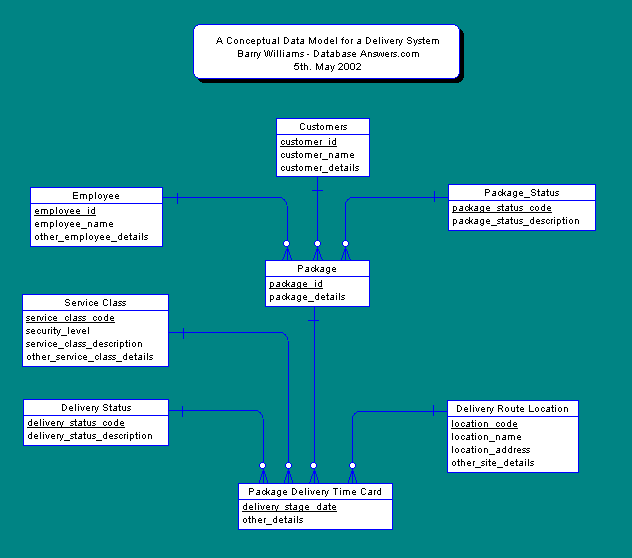 A Conceptual Data Model for a Delivery System
Barry Williams - Database Answers.com
5th. May 2002
Customers
customer_id
customer_name
customer_details
Employee
employee_id
employee_name
other_employee_details
Package_Status
package_status_code
package_status_description
Package
package_id
package_details
Service Class
service_class_code
security_level
service_class_description
other_service_class_details
Delivery Status
delivery_status_code
delivery_status_description
Delivery Route Location
location_code
location_name
location_address
other_site_details
Package Delivery Time Card
delivery_stage_date
other_details